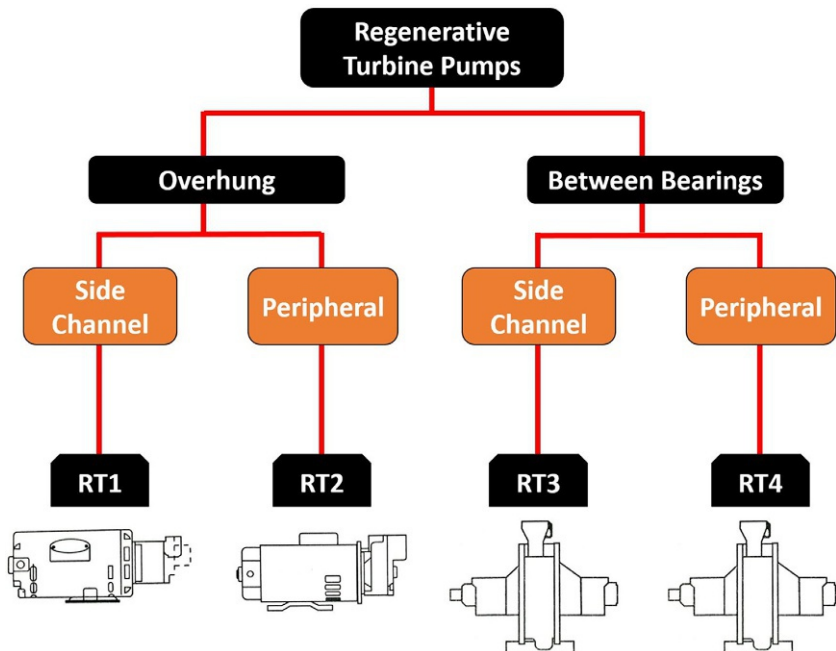 Regenerative
Turbine Pumps
Overhung
Between Bearings
Side
Channel
Peripheral
Side
Channel
Peripheral
RT1
RT2
RT3
RT4